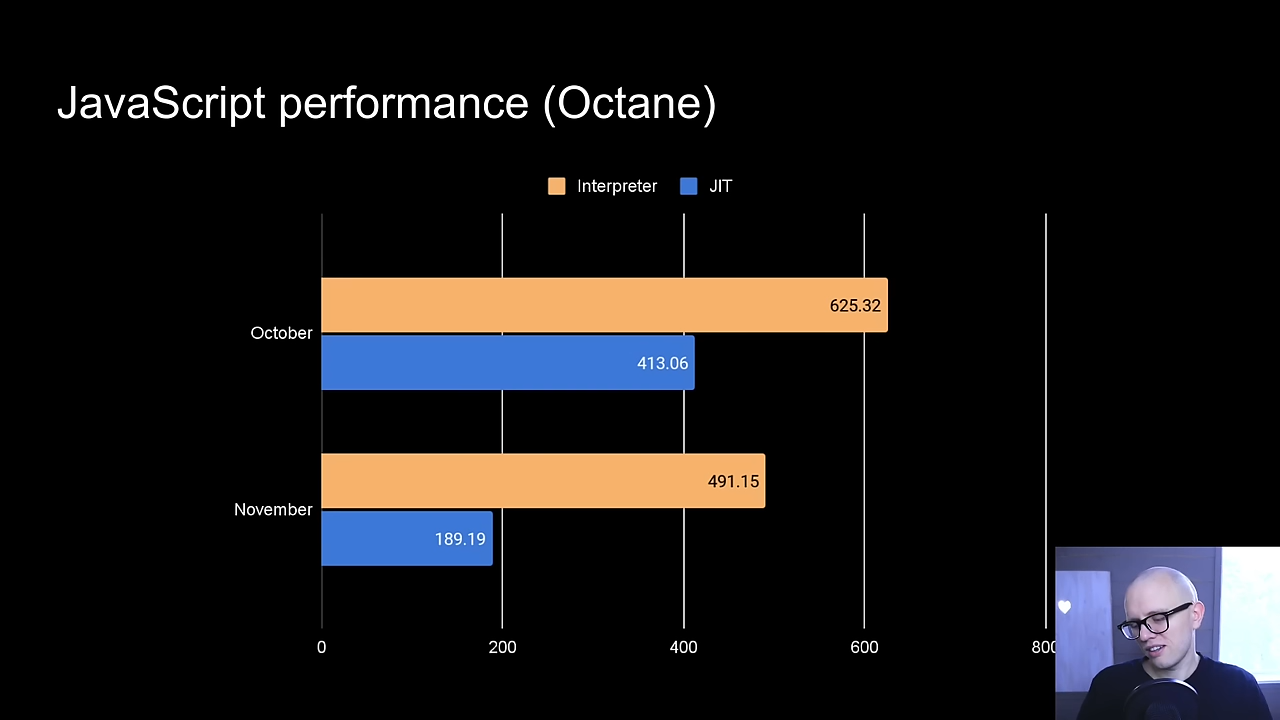 JavaScript performance (Octane)
Interpreter JIT
October 625.32
413.06
November 491.15
189.19
0 200 400 600 800